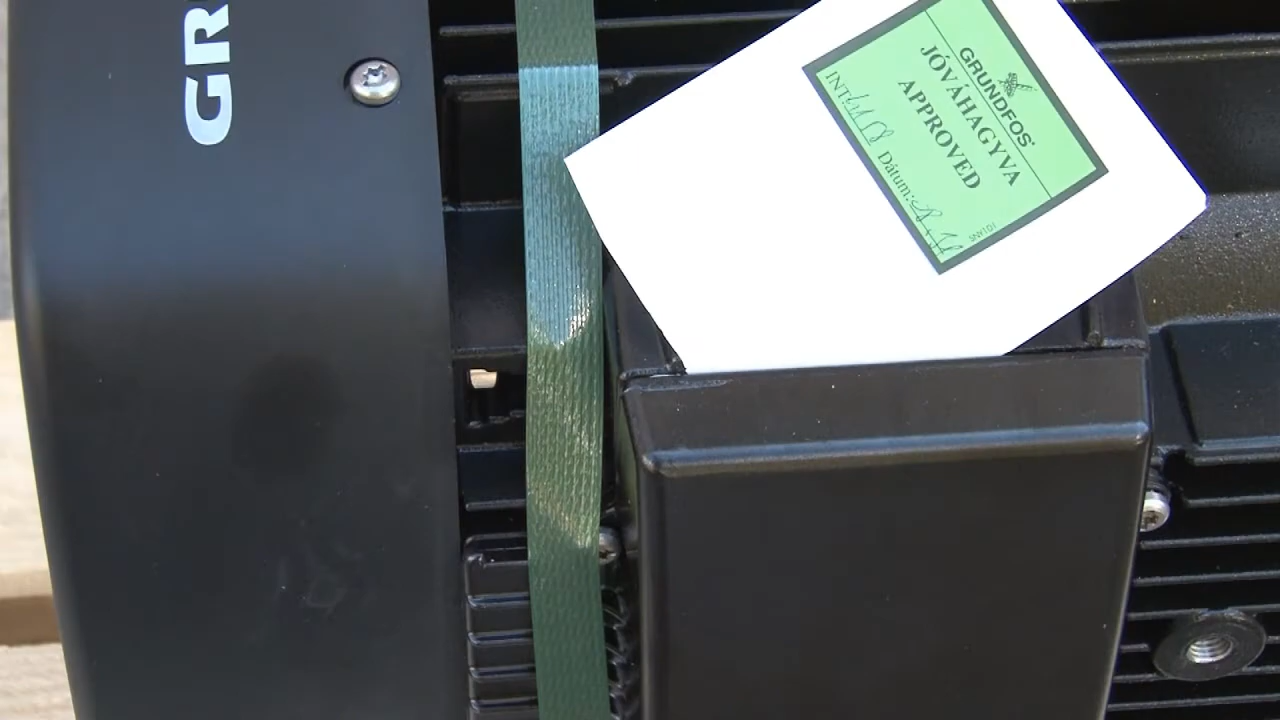 GR
GRUNDFOS
JÓVÁHAGYVA
APPROVED
INT:
Dátum: